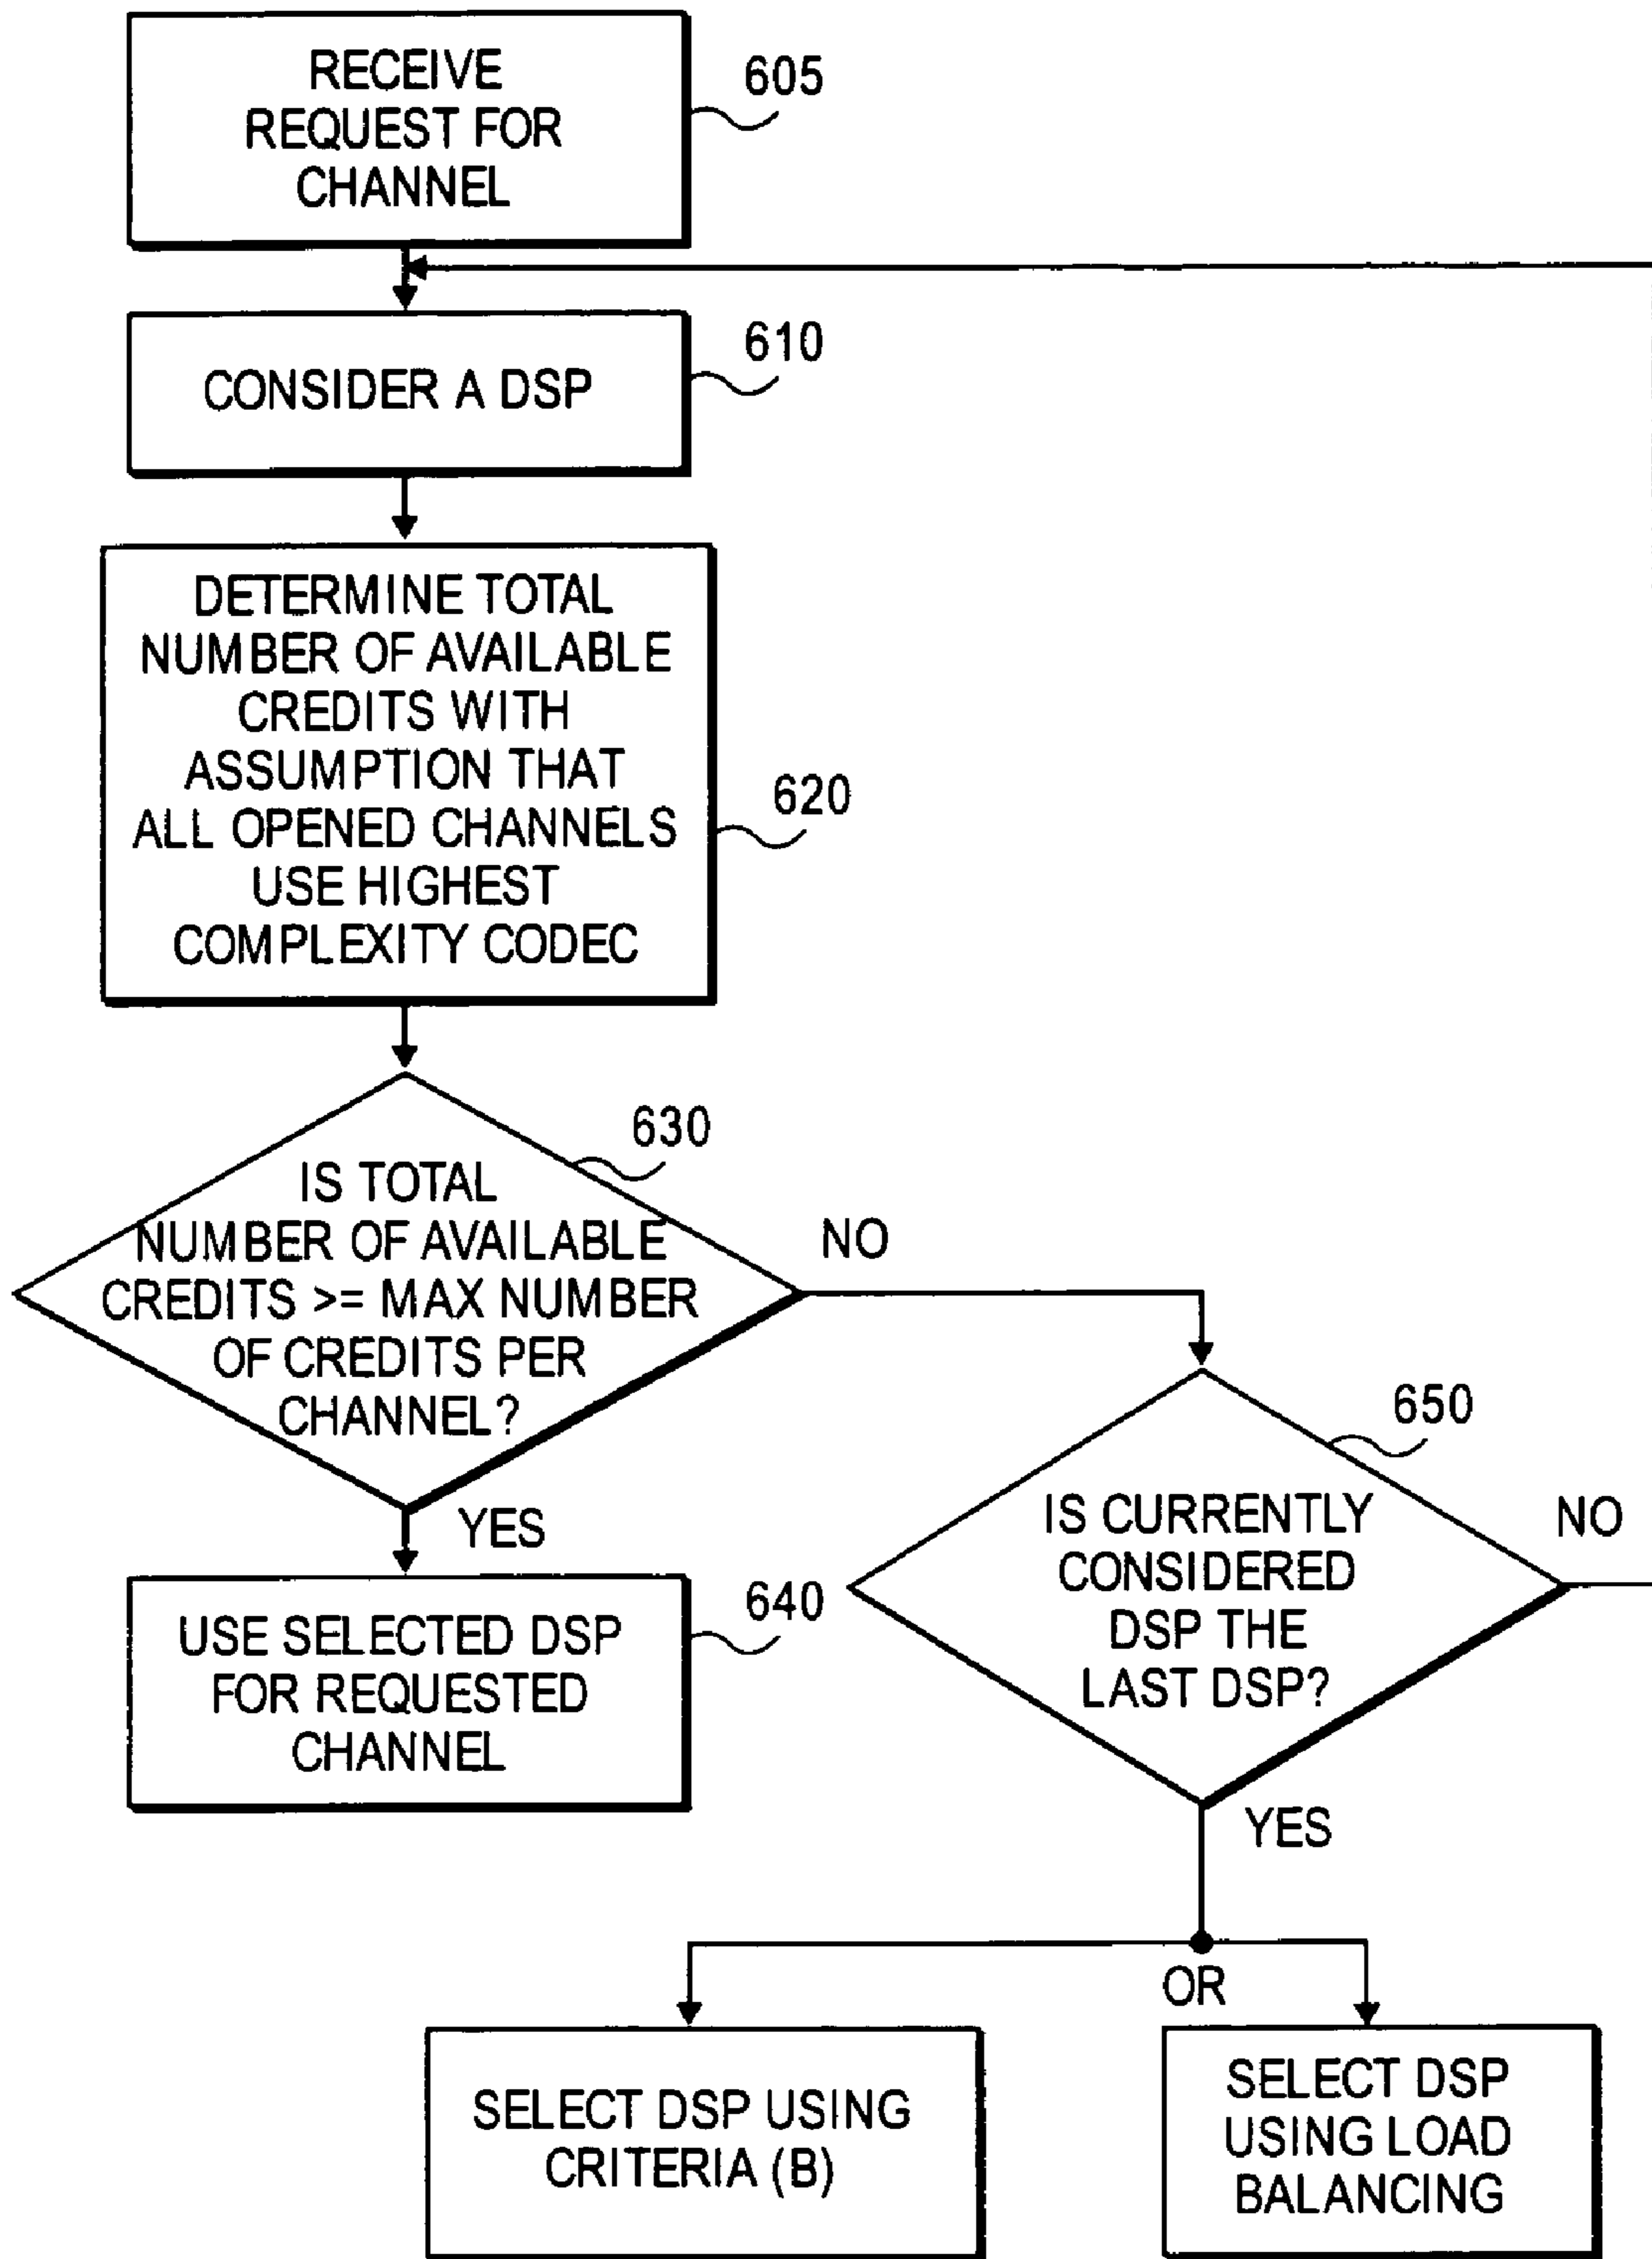 RECEIVE
REQUEST FOR
CHANNEL
605
CONSIDER A DSP
610
DETERMINE TOTAL
NUMBER OF AVAILABLE
CREDITS WITH
ASSUMPTION THAT
ALL OPENED CHANNELS
USE HIGHEST
COMPLEXITY CODEC
620
IS TOTAL
NUMBER OF AVAILABLE
CREDITS >= MAX NUMBER
OF CREDITS PER
CHANNEL?
630
NO
YES
USE SELECTED DSP
FOR REQUESTED
CHANNEL
640
IS CURRENTLY
CONSIDERED
DSP THE
LAST DSP?
650
NO
YES
OR
SELECT DSP USING
CRITERIA (B)
SELECT DSP
USING LOAD
BALANCING